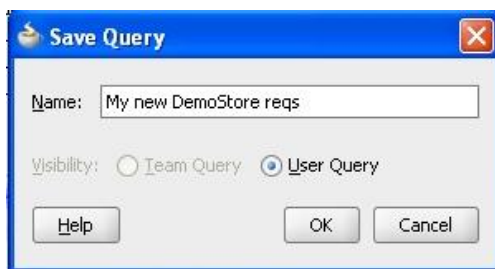 Save Query
Name: My new DemoStore reqs
Visibility: Team Query User Query
Help OK Cancel